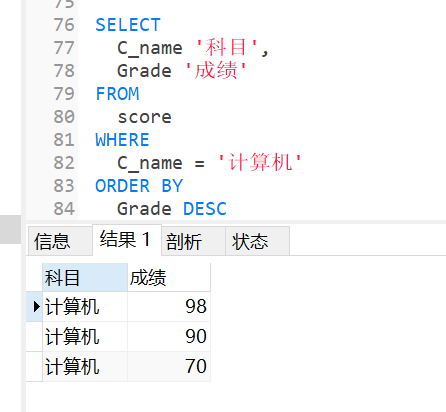 75
76 SELECT
77 C_name '科目',
78 Grade '成绩'
79 FROM
80 score
81 WHERE
82 C_name = '计算机'
83 ORDER BY
84 Grade DESC
信息 结果 1 剖析 状态
科目 成绩
计算机 98
计算机 90
计算机 70